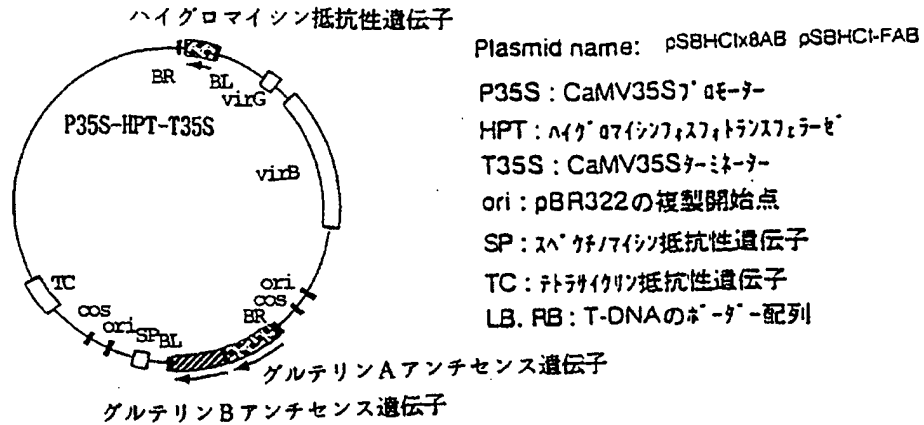 ハイグロマイシン抵抗性遺伝子
BR
BL
virG
P35S-HPT-T35S
virB
TC
cos
ori
SP
BL
BR
cos
ori
グルテリンAアンチセンス遺伝子
グルテリンBアンチセンス遺伝子
Plasmid name: pSBHCIx8AB pSBHCI-FAB
P35S : CaMV35Sﾌﾟﾛﾓｰﾀｰ
HPT : ﾊｲｸﾞﾛﾏｲｼﾝﾌｫｽﾌｫﾄﾗﾝｽﾌｪﾗｰｾﾞ
T35S : CaMV35Sﾀｰﾐﾈｰﾀｰ
ori : pBR322の複製開始点
SP : ｽﾍﾟｸﾁﾉﾏｲｼﾝ抵抗性遺伝子
TC : ﾃﾄﾗｻｲｸﾘﾝ抵抗性遺伝子
LB. RB : T-DNAのﾎﾞｰﾀﾞｰ配列